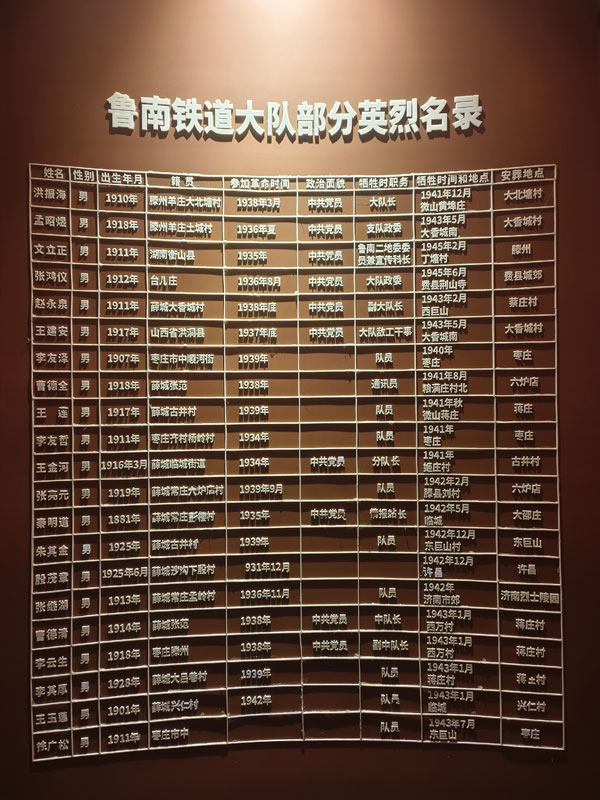 鲁南铁道大队部分英烈名录
姓名 性别 出生年月 籍贯 参加革命时间 政治面貌 牺牲时职务 牺牲时间和地点 安葬地点
洪振海 男 1910年 滕州羊庄大北塘村 1938年3月 中共党员 大队长 1941年12月 微山黄埠庄 大北塘村
孟昭煜 男 1918年 滕州羊庄土城村 1936年夏 中共党员 支队政委 1943年5月 大香城南 大香城村
文立正 男 1911年 湖南衡山县 1935年 中共党员 鲁南二地委委员兼宣传科长 1945年2月 丁塘村 滕州
张鸿仪 男 1912年 台儿庄 1936年8月 中共党员 大队政委 1945年6月 费县荆山寺 费县城郊
赵永泉 男 1911年 薛城大香城村 1938年底 中共党员 副大队长 1943年2月 西巨山 蔡庄村
王建安 男 1917年 山西省洪洞县 1937年底 中共党员 大队敌工干事 1943年5月 大香城南 大香城村
李友泽 男 1907年 枣庄市中顺河街 1939年 队员 1940年 枣庄 枣庄
曹德全 男 1918年 薛城张范 1938年 通讯员 1941年8月 粮满庄村北 六炉店
王莲 男 1917年 薛城古井村 1939年 队员 1941年秋 微山蒋庄 蒋庄
李友哲 男 1911年 枣庄齐村杨岭村 1934年 队员 1941年 枣庄 枣庄
王金河 男 1916年3月 薛城临城街道 1934年 中共党员 分队长 1941年 姬庄村 古井村
张亮元 男 1919年 薛城常庄六炉店村 1939年9月 队员 1942年2月 滕县刘村 六炉店
秦明道 男 1881年 薛城常庄彭楼村 1935年 中共党员 情报站长 1942年5月 临城 大邵庄
朱其金 男 1925年 薛城古井村 1939年 队员 1942年12月 东巨山村 东巨山
殷茂章 男 1925年6月 薛城沙沟下殷村 931年12月 1942年12月 许昌 许昌
张继湖 男 1913年 薛城常庄孟岭村 1936年11月 队员 1942年 济南市郊 济南烈士陵园
曹德清 男 1914年 薛城张范 1938年 中共党员 中队长 1943年1月 西万村 蒋庄村
李云生 男 1918年 枣庄滕州 1938年 中共党员 副中队长 1943年1月 西万村 蒋庄村
李其厚 男 1923年 薛城大吕巷村 1939年 队员 1943年1月 蒋庄村 蒋庄村
王玉莲 男 1901年 薛城兴仁村 1942年 队员 1943年1月 临城 兴仁村
徐广松 男 1911年 枣庄市中 队员 1943年7月 东巨山 枣庄